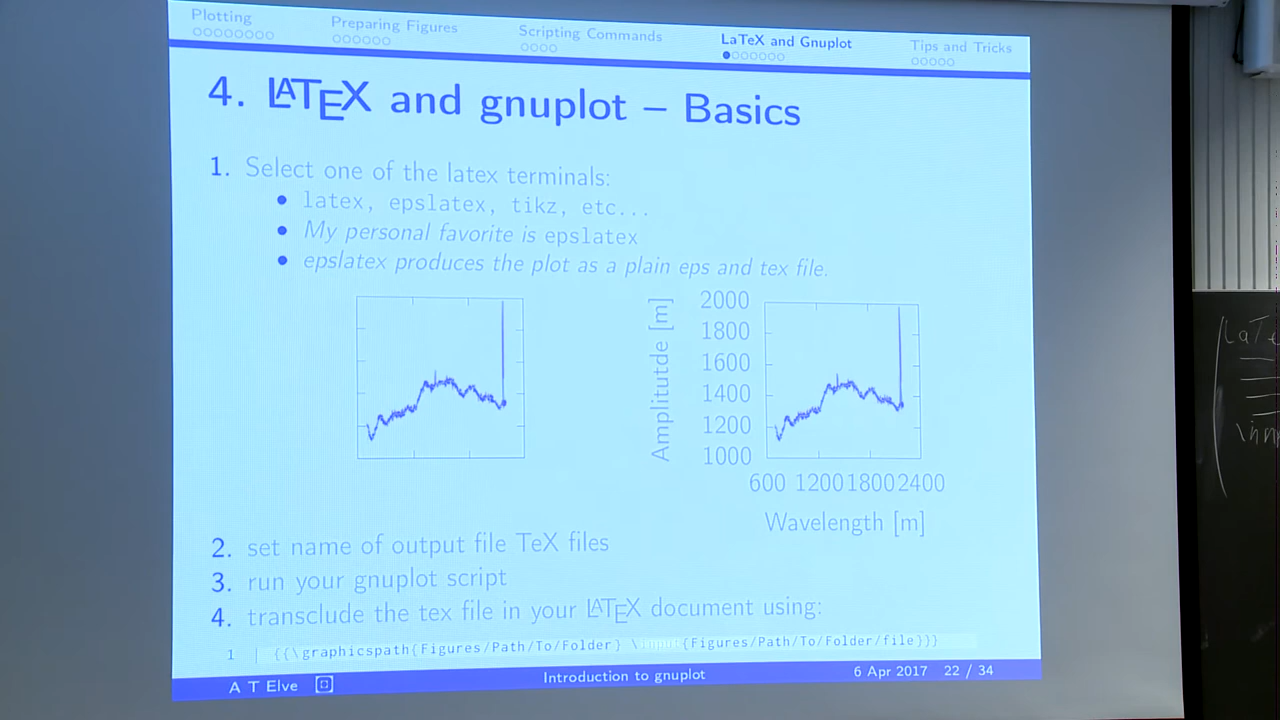 Plotting Preparing Figures Scripting Commands LaTeX and Gnuplot Tips and Tricks
4. LATEX and gnuplot – Basics
1. Select one of the latex terminals:
• latex, epslatex, tikz, etc...
• My personal favorite is epslatex
• epslatex produces the plot as a plain eps and tex file.
Amplitutde [m]
2000
1800
1600
1400
1200
1000
600 1200 1800 2400
Wavelength [m]
2. set name of output file TeX files
3. run your gnuplot script
4. transclude the tex file in your LATEX document using:
1 {{\graphicspath{Figures/Path/To/Folder} \input{Figures/Path/To/Folder/file}}}
A T Elve Introduction to gnuplot 6 Apr 2017 22 / 34